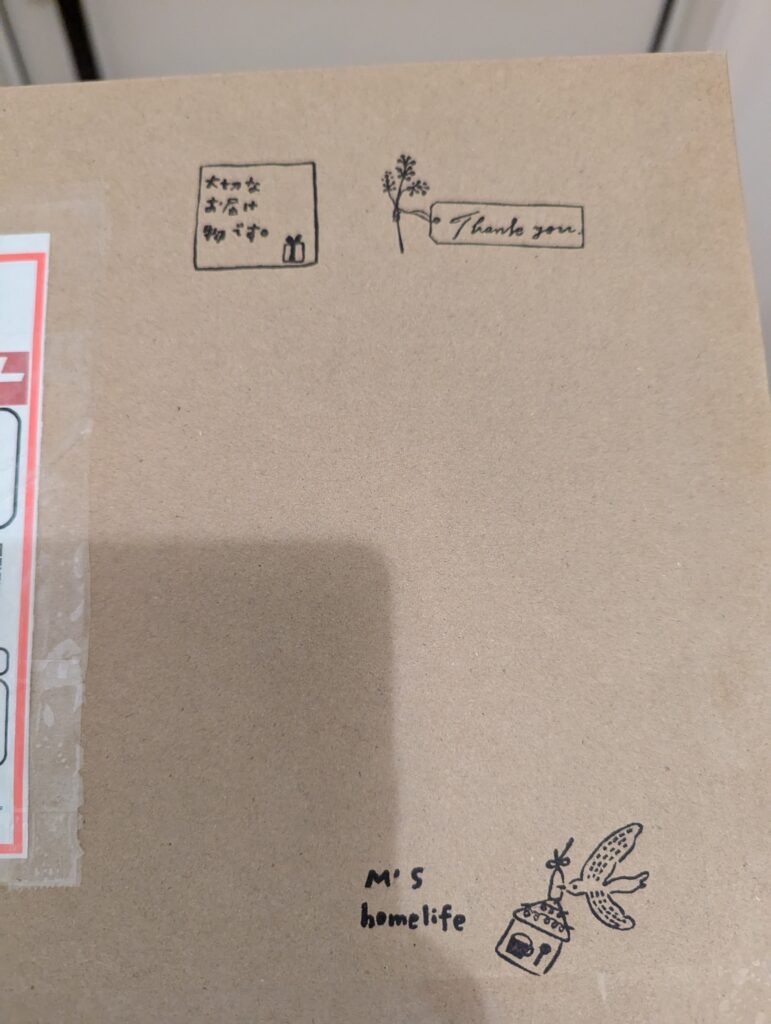 大切な
お届け
物です。
Thank you.
M's
homelife